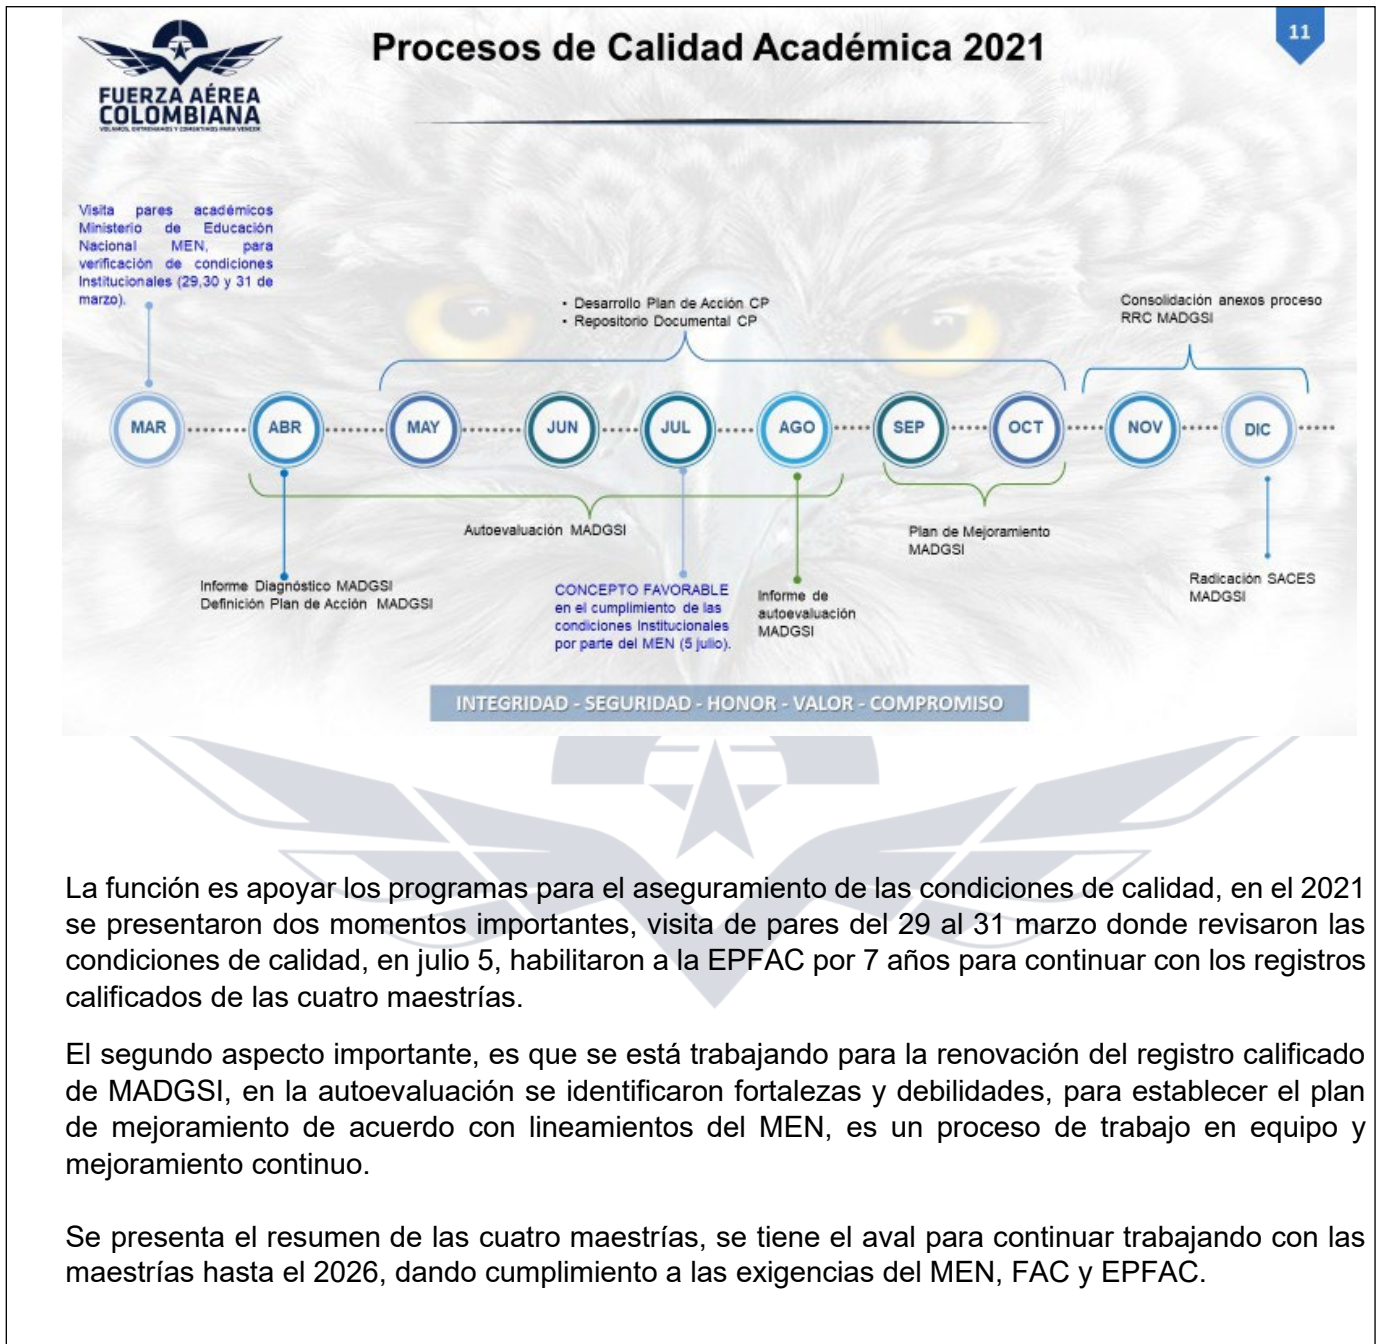 FUERZA AÉREA
COLOMBIANA
VOLAMOS, ENTRENAMOS Y COMBATIMOS PARA VENCER
Procesos de Calidad Académica 2021
11
Visita pares académicos
Ministerio de Educación
Nacional MEN, para
verificación de condiciones
Institucionales (29,30 y 31 de
marzo).
• Desarrollo Plan de Acción CP
• Repositorio Documental CP
Consolidación anexos proceso
RRC MADGSI
MAR
ABR
MAY
JUN
JUL
AGO
SEP
OCT
NOV
DIC
Autoevaluación MADGSI
Plan de Mejoramiento
MADGSI
Informe Diagnóstico MADGSI
Definición Plan de Acción MADGSI
CONCEPTO FAVORABLE
en el cumplimiento de las
condiciones Institucionales
por parte del MEN (5 julio).
Informe de
autoevaluación
MADGSI
Radicación SACES
MADGSI
INTEGRIDAD - SEGURIDAD - HONOR - VALOR - COMPROMISO
La función es apoyar los programas para el aseguramiento de las condiciones de calidad, en el 2021
se presentaron dos momentos importantes, visita de pares del 29 al 31 marzo donde revisaron las
condiciones de calidad, en julio 5, habilitaron a la EPFAC por 7 años para continuar con los registros
calificados de las cuatro maestrías.
El segundo aspecto importante, es que se está trabajando para la renovación del registro calificado
de MADGSI, en la autoevaluación se identificaron fortalezas y debilidades, para establecer el plan
de mejoramiento de acuerdo con lineamientos del MEN, es un proceso de trabajo en equipo y
mejoramiento continuo.
Se presenta el resumen de las cuatro maestrías, se tiene el aval para continuar trabajando con las
maestrías hasta el 2026, dando cumplimiento a las exigencias del MEN, FAC y EPFAC.